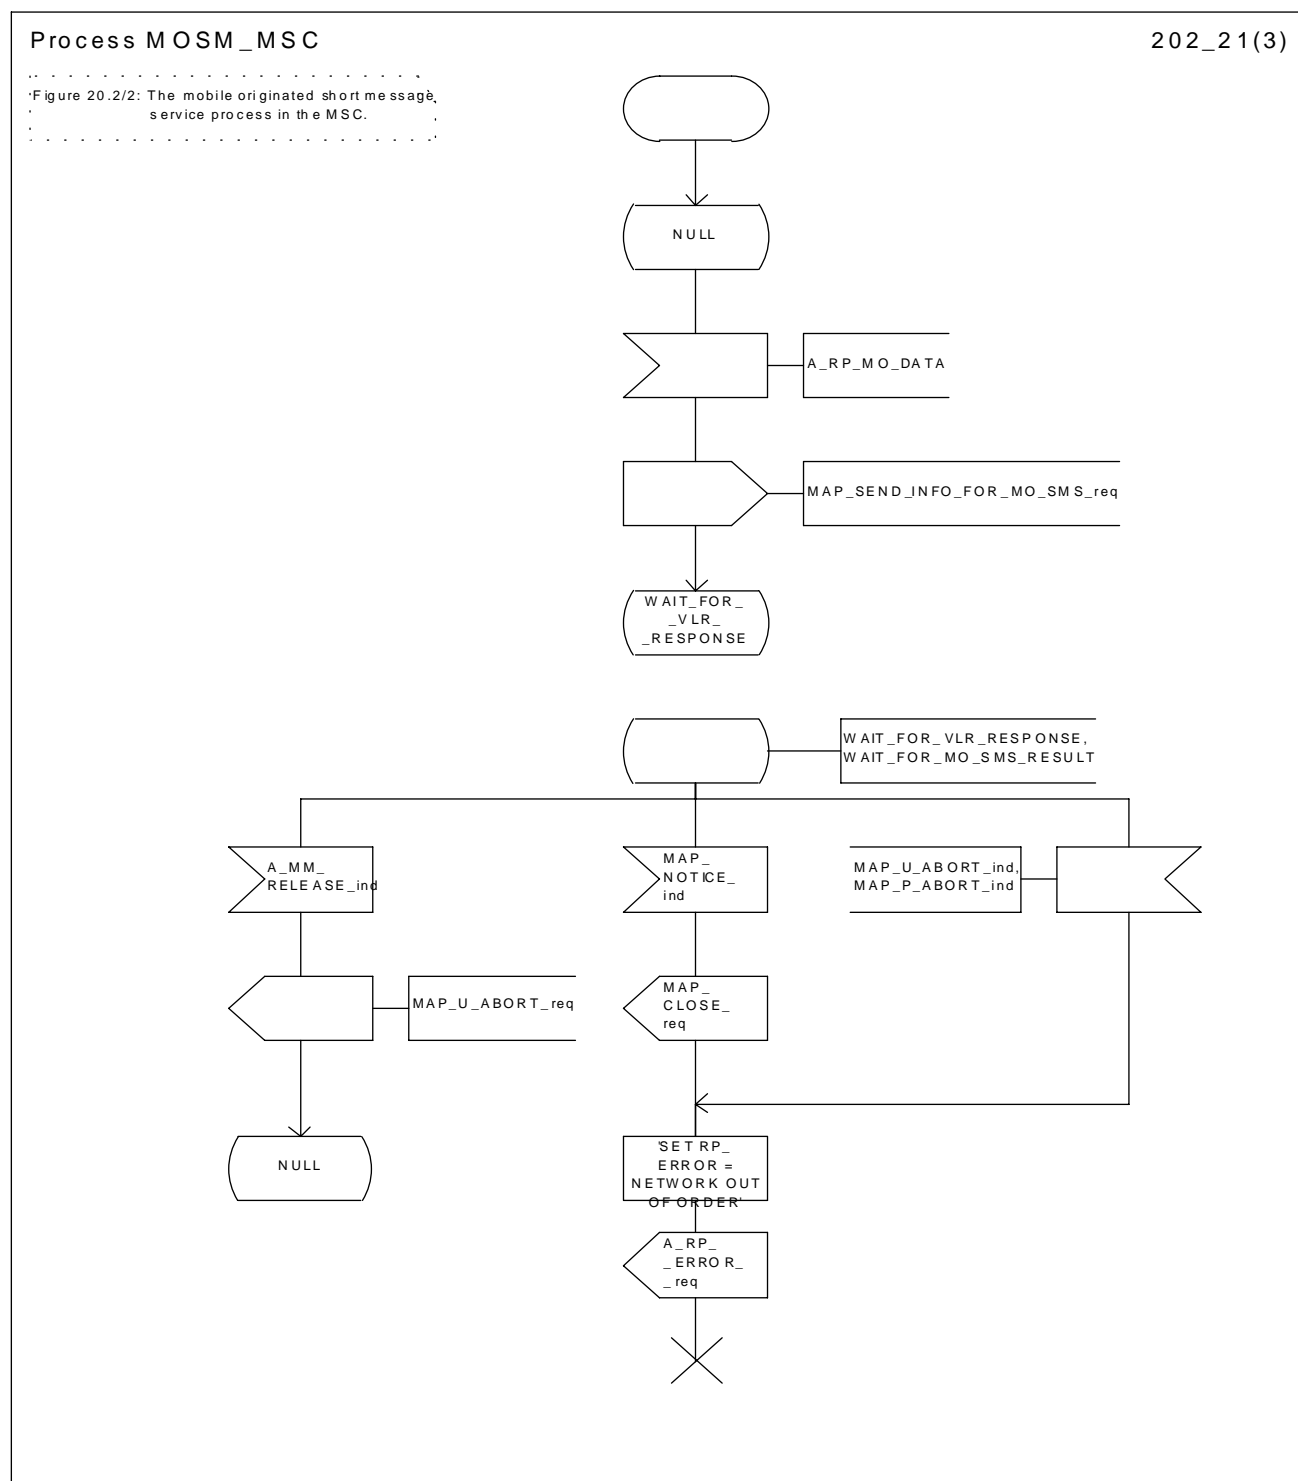 Process MOSM_MSC
202_21(3)
Figure 20.2/2: The mobile originated short message
service process in the MSC.
NULL
A_RP_MO_DATA
MAP_SEND_INFO_FOR_MO_SMS_req
WAIT_FOR_
_VLR_
_RESPONSE
WAIT_FOR_VLR_RESPONSE,
WAIT_FOR_MO_SMS_RESULT
A_MM_
RELEASE_ind
MAP_
NOTICE_
ind
MAP_U_ABORT_ind,
MAP_P_ABORT_ind
MAP_U_ABORT_req
MAP_
CLOSE_
req
NULL
'SET RP_
ERROR =
NETWORK OUT
OF ORDER'
A_RP_
_ERROR_
_req